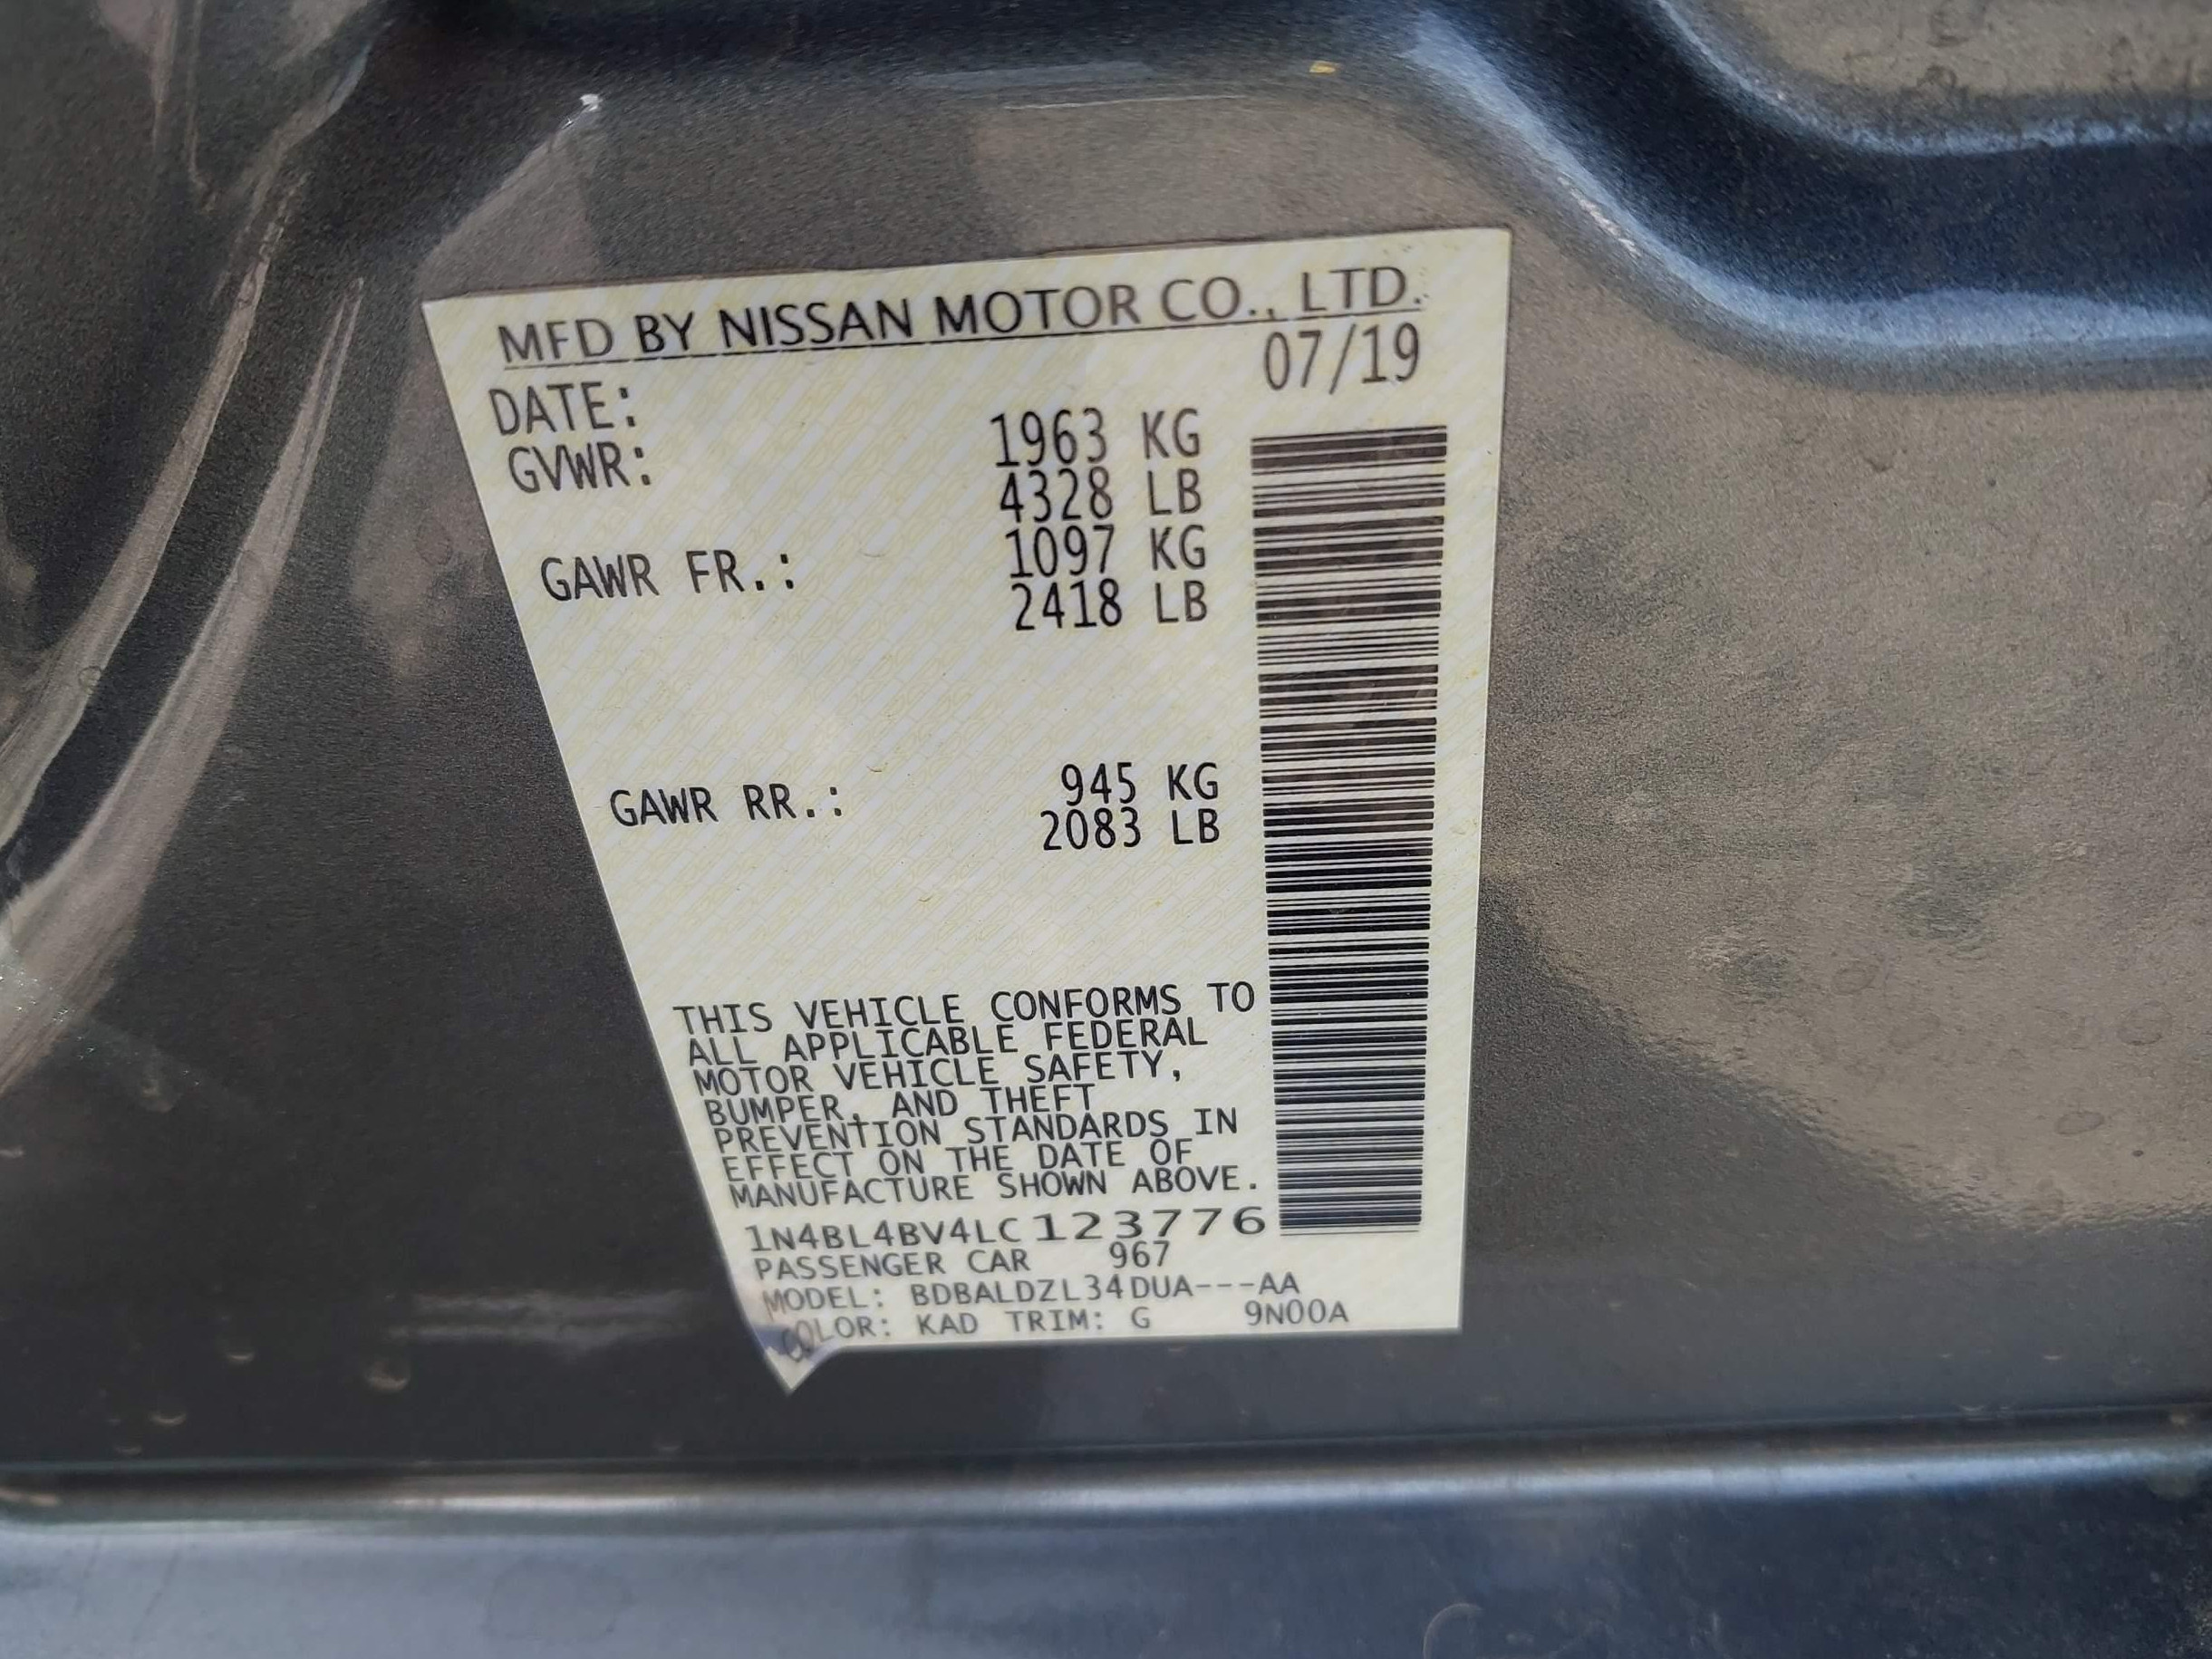 MFD BY NISSAN MOTOR CO., LTD.
DATE: 07/19
GVWR: 1963 KG
4328 LB
GAWR FR.: 1097 KG
2418 LB
GAWR RR.: 945 KG
2083 LB
THIS VEHICLE CONFORMS TO
ALL APPLICABLE FEDERAL
MOTOR VEHICLE SAFETY,
BUMPER, AND THEFT
PREVENTION STANDARDS IN
EFFECT ON THE DATE OF
MANUFACTURE SHOWN ABOVE.
1N4BL4BV4LC123776
PASSENGER CAR 967
MODEL: BDBALDZL34DUA---AA
COLOR: KAD TRIM: G 9N00A